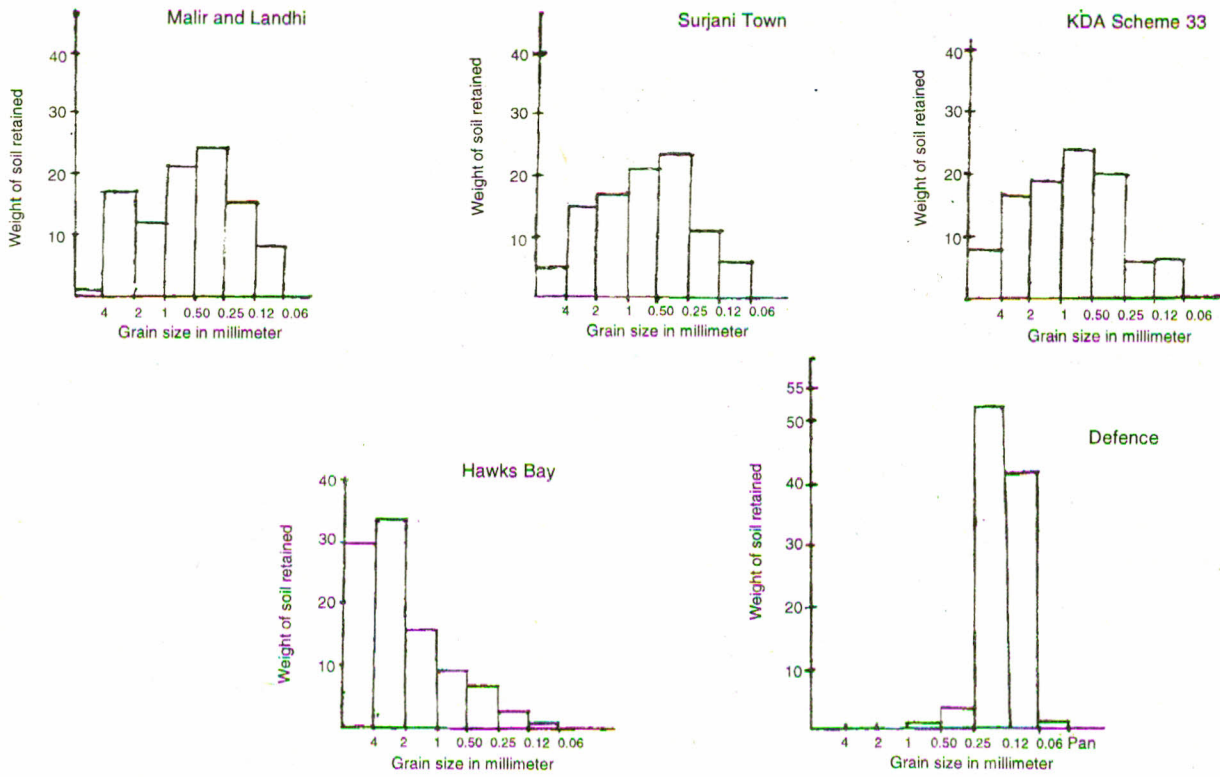 Malir and Landhi
Weight of soil retained
40
30
20
10
4 2 1 0.50 0.25 0.12 0.06
Grain size in millimeter
Surjani Town
Weight of soil retained
40
30
20
10
4 2 1 0.50 0.25 0.12 0.06
Grain size in millimeter
KDA Scheme 33
Weight of soil retained
40
30
20
10
4 2 1 0.50 0.25 0.12 0.06
Grain size in millimeter
Hawks Bay
Weight of soil retained
40
30
20
10
4 2 1 0.50 0.25 0.12 0.06
Grain size in millimeter
Defence
Weight of soil retained
55
50
40
30
20
10
4 2 1 0.50 0.25 0.12 0.06 Pan
Grain size in millimeter